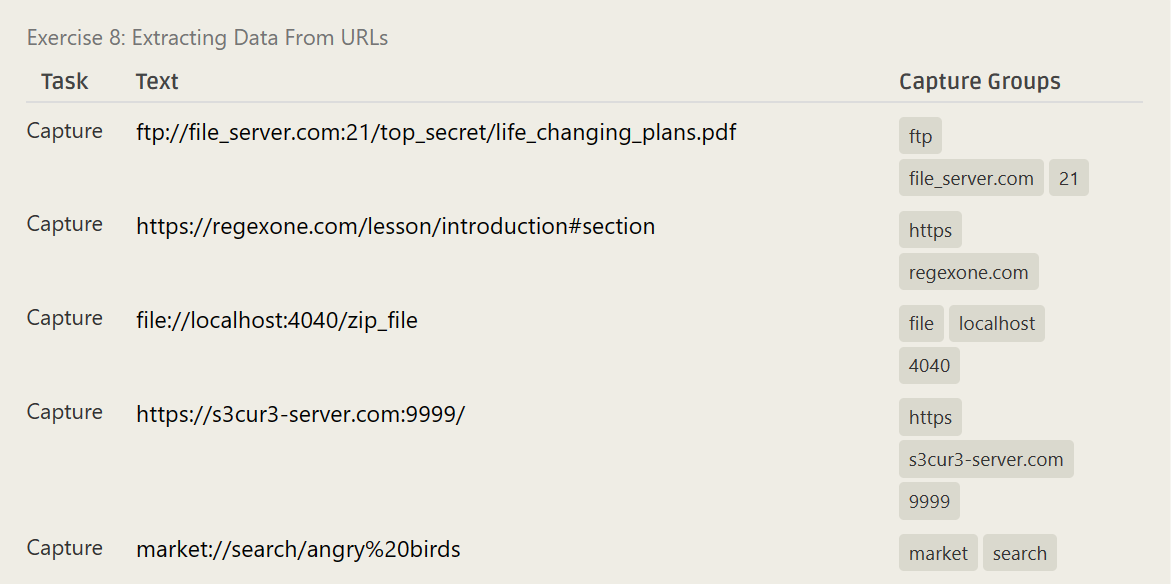 Exercise 8: Extracting Data From URLs
Task Text Capture Groups
Capture ftp://file_server.com:21/top_secret/life_changing_plans.pdf ftp
file_server.com 21
Capture https://regexone.com/lesson/introduction#section https
regexone.com
Capture file://localhost:4040/zip_file file localhost
4040
Capture https://s3cur3-server.com:9999/ https
s3cur3-server.com
9999
Capture market://search/angry%20birds market search